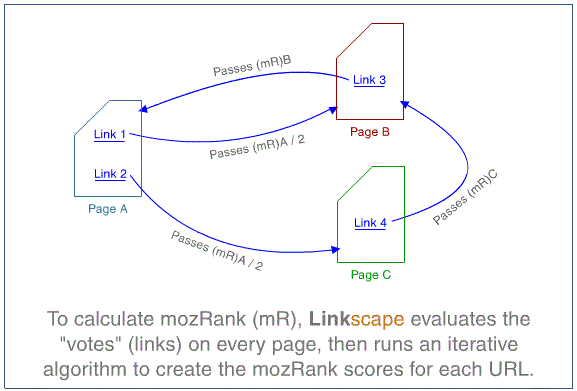 Passes (mR)B
Link 3
Link 1
Passes (mR)A / 2
Page B
Link 2
Page A
Link 4
Passes (mR)C
Passes (mR)A / 2
Page C
To calculate mozRank (mR), Linkscape evaluates the
"votes" (links) on every page, then runs an iterative
algorithm to create the mozRank scores for each URL.